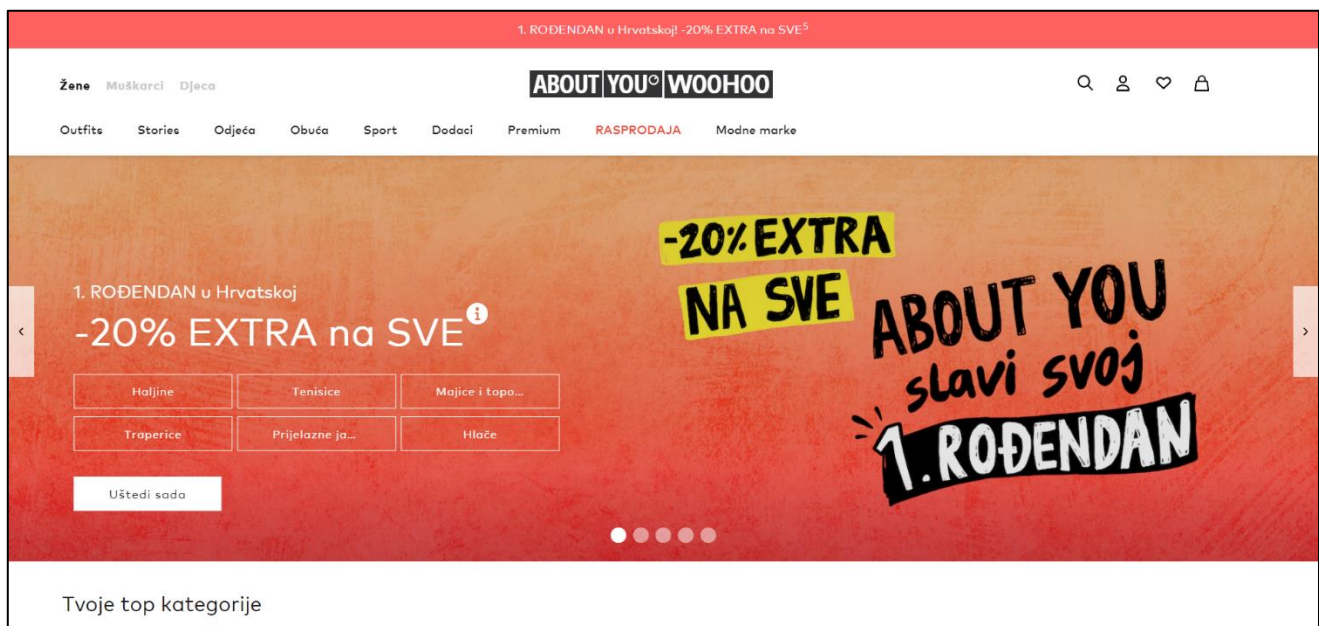 1. ROĐENDAN u Hrvatskoj! -20% EXTRA na SVE⁵
Žene Muškarci Djeca
ABOUT YOU° WOOHOO
Outfits Stories Odjeća Obuća Sport Dodaci Premium RASPRODAJA Modne marke
1. ROĐENDAN u Hrvatskoj
-20% EXTRA na SVE
Haljine Tenisice Majice i topo...
Traperice Prijelazne ja... Hlače
Uštedi sada
-20% EXTRA
NA SVE
ABOUT YOU
slavi svoj
1. ROĐENDAN
Tvoje top kategorije